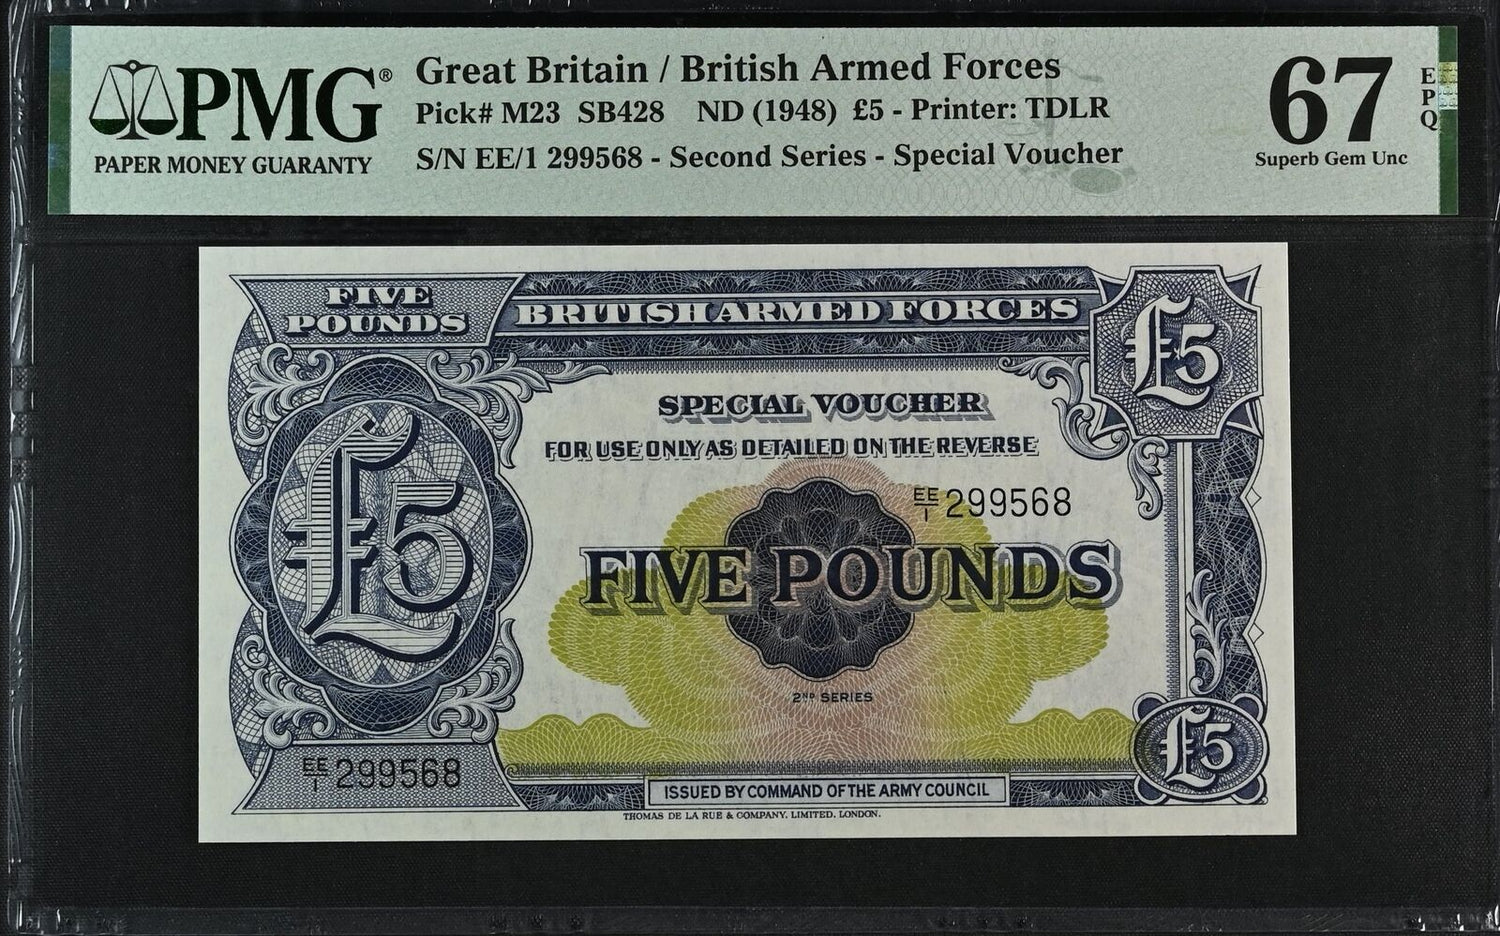 PMG®
PAPER MONEY GUARANTY
Great Britain / British Armed Forces
Pick# M23 SB428 ND (1948) £5 - Printer: TDLR
S/N EE/1 299568 - Second Series - Special Voucher
67
Superb Gem Unc
EPQ
FIVE
POUNDS
BRITISH ARMED FORCES
£5
SPECIAL VOUCHER
FOR USE ONLY AS DETAILED ON THE REVERSE
£5
EE/1 299568
FIVE POUNDS
2ND SERIES
£5
EE/1 299568
ISSUED BY COMMAND OF THE ARMY COUNCIL
THOMAS DE LA RUE & COMPANY, LIMITED, LONDON.